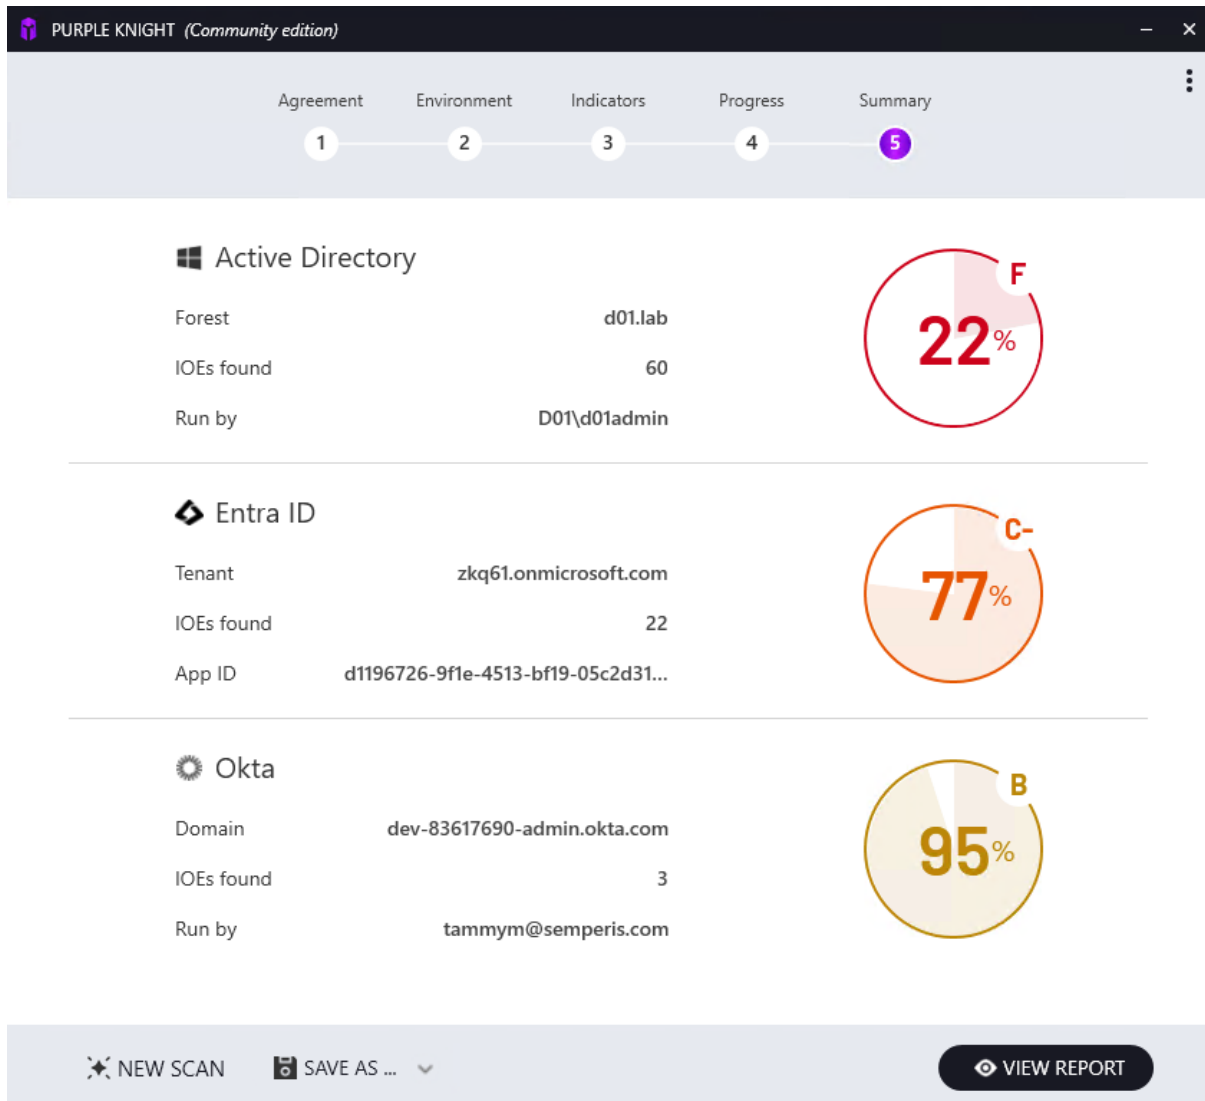 PURPLE KNIGHT (Community edition)
Agreement Environment Indicators Progress Summary
1 2 3 4 5
Active Directory
F
22%
Forest d01.lab
IOEs found 60
Run by D01\d01admin
Entra ID
C-
77%
Tenant zkq61.onmicrosoft.com
IOEs found 22
App ID d1196726-9f1e-4513-bf19-05c2d31...
Okta
B
95%
Domain dev-83617690-admin.okta.com
IOEs found 3
Run by tammym@semperis.com
NEW SCAN SAVE AS ... VIEW REPORT